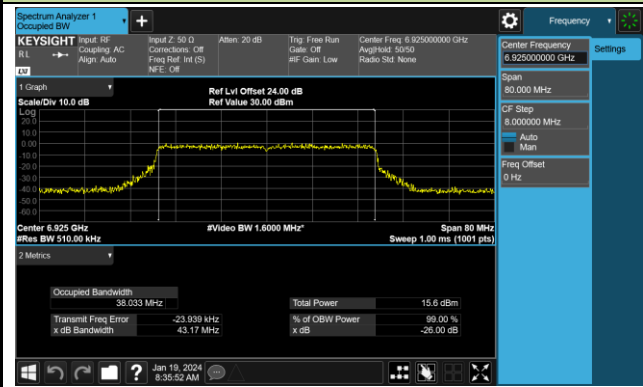 Spectrum Analyzer 1
Occupied BW
Frequency
KEYSIGHT
Input: RF
Input Z: 50 Ω
Atten: 20 dB
Trig: Free Run
Center Freq: 6.925000000 GHz
RL
Coupling: AC
Corrections: Off
Gate: Off
Avg|Hold: 50/50
Align: Auto
Freq Ref: Int (S)
#IF Gain: Low
Radio Std: None
NFE: Off
LXI
Center Frequency
6.925000000 GHz
Settings
Span
80.000 MHz
CF Step
8.000000 MHz
Auto
Man
Freq Offset
0 Hz
1 Graph
Ref Lvl Offset 24.00 dB
Scale/Div 10.0 dB
Ref Value 30.00 dBm
Log
20.0
10.0
0.00
-10.0
-20.0
-30.0
-40.0
-50.0
-60.0
Center 6.925 GHz
#Video BW 1.6000 MHz*
Span 80 MHz
#Res BW 510.00 kHz
Sweep 1.00 ms (1001 pts)
2 Metrics
Occupied Bandwidth
38.033 MHz
Total Power
15.6 dBm
Transmit Freq Error
-23.939 kHz
% of OBW Power
99.00 %
x dB Bandwidth
43.17 MHz
x dB
-26.00 dB
?
Jan 19, 2024
8:35:52 AM